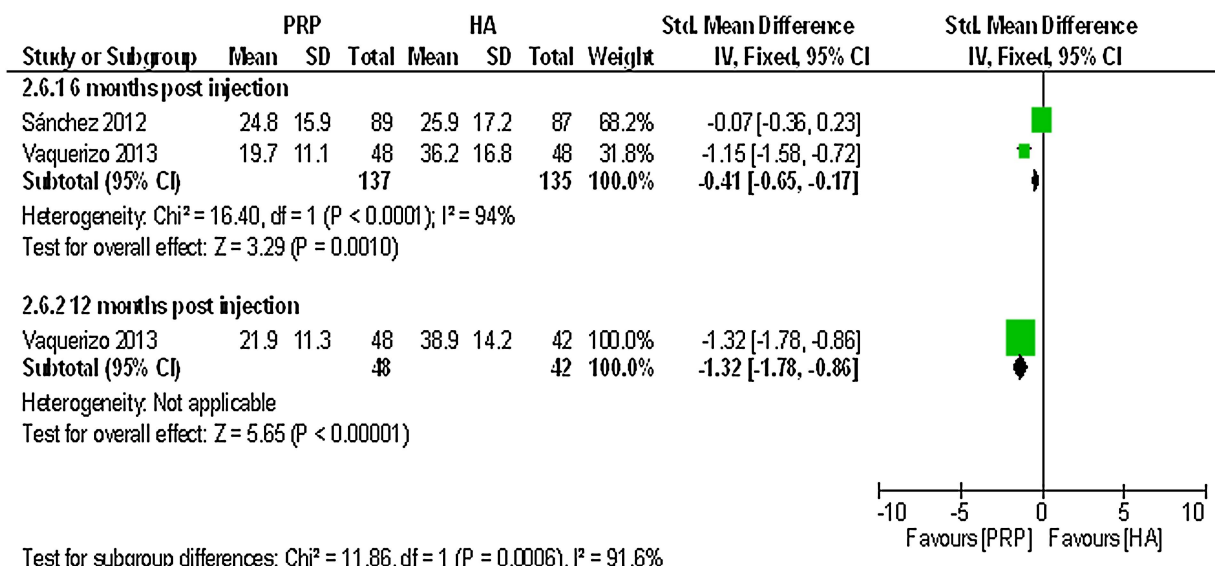 PRP HA Std. Mean Difference Std. Mean Difference
Study or Subgroup Mean SD Total Mean SD Total Weight IV, Fixed, 95% CI IV, Fixed, 95% CI
2.6.1 6 months post injection
Sánchez 2012 24.8 15.9 89 25.9 17.2 87 68.2% -0.07 [-0.36, 0.23]
Vaquerizo 2013 19.7 11.1 48 36.2 16.8 48 31.8% -1.15 [-1.58, -0.72]
Subtotal (95% CI) 137 135 100.0% -0.41 [-0.65, -0.17]
Heterogeneity: Chi² = 16.40, df = 1 (P < 0.0001); I² = 94%
Test for overall effect: Z = 3.29 (P = 0.0010)
2.6.2 12 months post injection
Vaquerizo 2013 21.9 11.3 48 38.9 14.2 42 100.0% -1.32 [-1.78, -0.86]
Subtotal (95% CI) 48 42 100.0% -1.32 [-1.78, -0.86]
Heterogeneity: Not applicable
Test for overall effect: Z = 5.65 (P < 0.00001)
-10 -5 0 5 10
Favours [PRP] Favours [HA]
Test for subgroup differences: Chi² = 11.86, df = 1 (P = 0.0006), I² = 91.6%